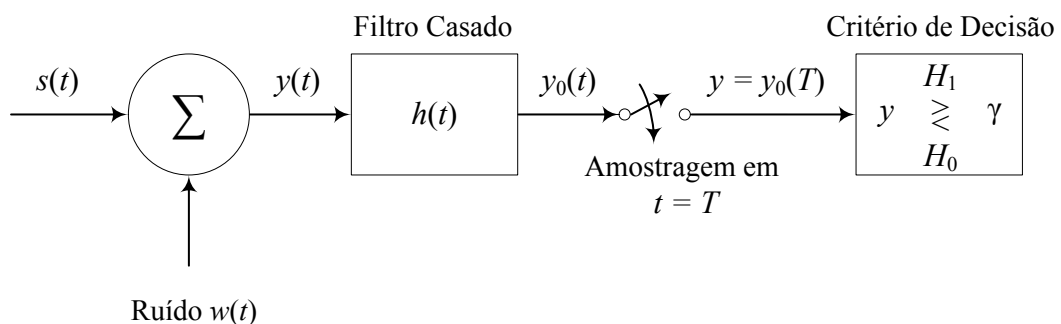 Filtro Casado
Critério de Decisão
s(t)
∑
y(t)
h(t)
y₀(t)
y = y₀(T)
H₁
y ≷ γ
H₀
Amostragem em
t = T
Ruído w(t)